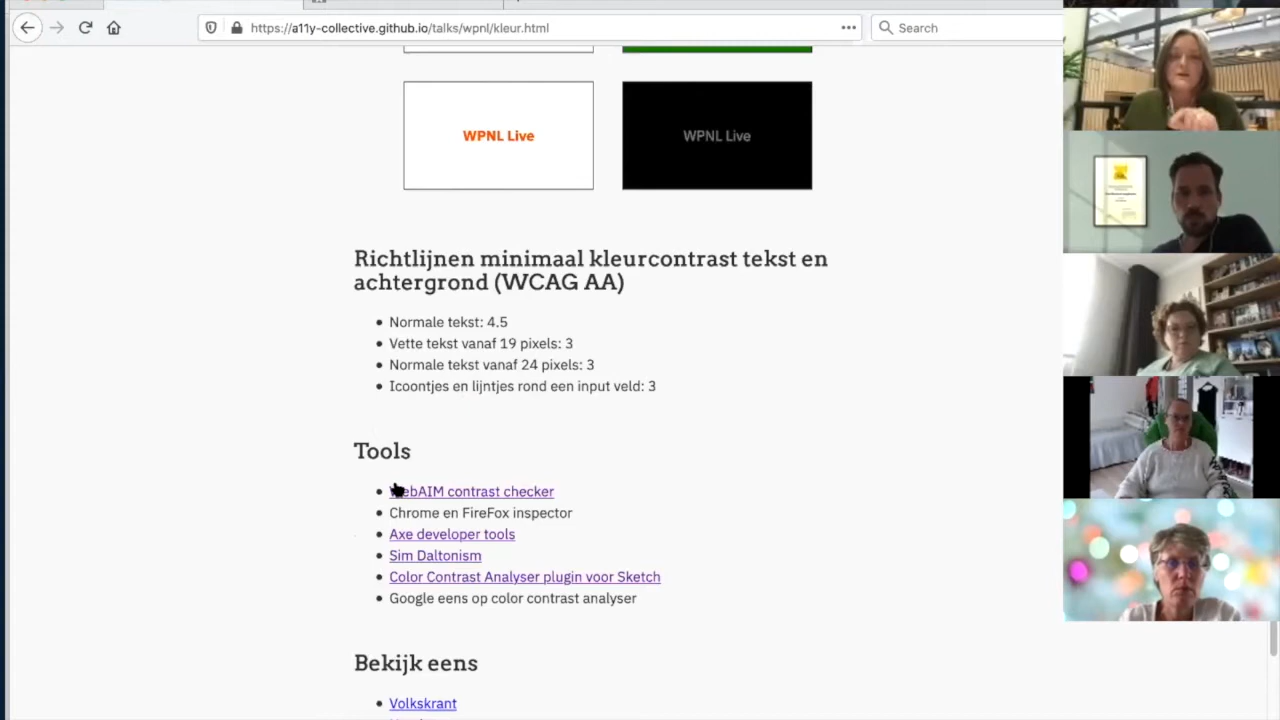 https://a11y-collective.github.io/talks/wpnl/kleur.html
Search
WPNL Live
WPNL Live
Richtlijnen minimaal kleurcontrast tekst en
achtergrond (WCAG AA)
Normale tekst: 4.5
Vette tekst vanaf 19 pixels: 3
Normale tekst vanaf 24 pixels: 3
Icoontjes en lijntjes rond een input veld: 3
Tools
WebAIM contrast checker
Chrome en FireFox inspector
Axe developer tools
Sim Daltonism
Color Contrast Analyser plugin voor Sketch
Google eens op color contrast analyser
Bekijk eens
Volkskrant